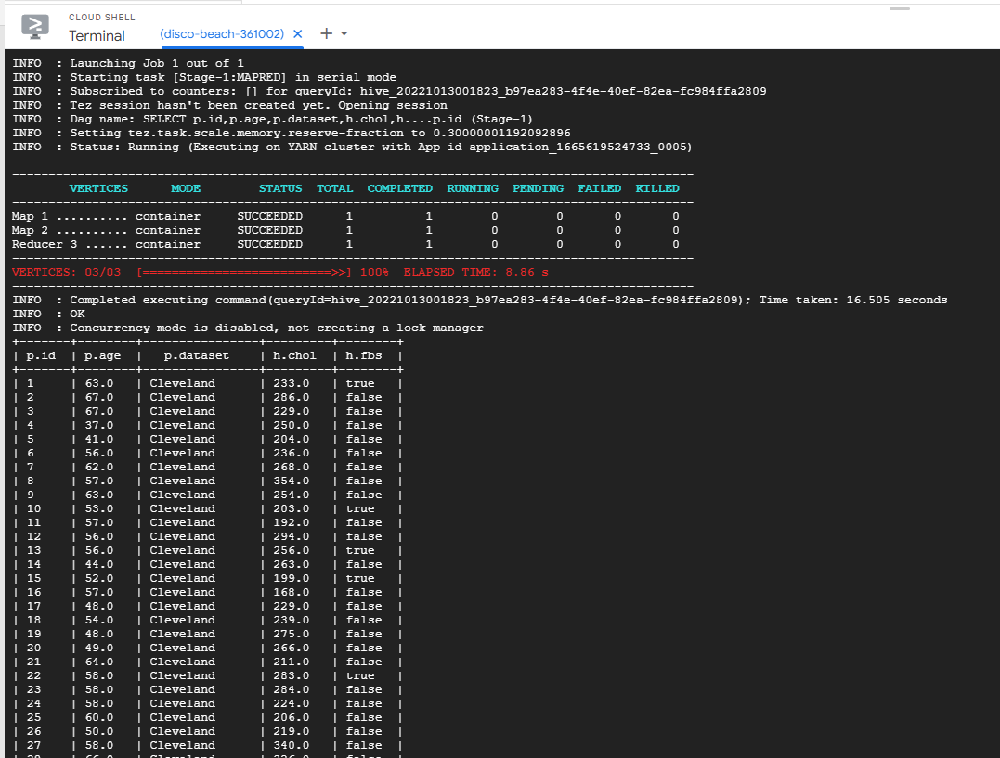 CLOUD SHELL
Terminal (disco-beach-361002) × + ▾
INFO  : Launching Job 1 out of 1
INFO  : Starting task [Stage-1:MAPRED] in serial mode
INFO  : Subscribed to counters: [] for queryId: hive_20221013001823_b97ea283-4f4e-40ef-82ea-fc984ffa2809
INFO  : Tez session hasn't been created yet. Opening session
INFO  : Dag name: SELECT p.id,p.age,p.dataset,h.chol,h....p.id (Stage-1)
INFO  : Setting tez.task.scale.memory.reserve-fraction to 0.30000001192092896
INFO  : Status: Running (Executing on YARN cluster with App id application_1665619524733_0005)
----------------------------------------------------------------------------------------------
        VERTICES      MODE        STATUS  TOTAL  COMPLETED  RUNNING  PENDING  FAILED  KILLED
----------------------------------------------------------------------------------------------
Map 1 .......... container     SUCCEEDED      1          1        0        0       0       0
Map 2 .......... container     SUCCEEDED      1          1        0        0       0       0
Reducer 3 ...... container     SUCCEEDED      1          1        0        0       0       0
----------------------------------------------------------------------------------------------
VERTICES: 03/03  [==========================>>] 100%  ELAPSED TIME: 8.86 s
----------------------------------------------------------------------------------------------
INFO  : Completed executing command(queryId=hive_20221013001823_b97ea283-4f4e-40ef-82ea-fc984ffa2809); Time taken: 16.505 seconds
INFO  : OK
INFO  : Concurrency mode is disabled, not creating a lock manager
+-------+--------+----------------+---------+--------+
| p.id  | p.age  |   p.dataset    | h.chol  | h.fbs  |
+-------+--------+----------------+---------+--------+
| 1     | 63.0   | Cleveland      | 233.0   | true   |
| 2     | 67.0   | Cleveland      | 286.0   | false  |
| 3     | 67.0   | Cleveland      | 229.0   | false  |
| 4     | 37.0   | Cleveland      | 250.0   | false  |
| 5     | 41.0   | Cleveland      | 204.0   | false  |
| 6     | 56.0   | Cleveland      | 236.0   | false  |
| 7     | 62.0   | Cleveland      | 268.0   | false  |
| 8     | 57.0   | Cleveland      | 354.0   | false  |
| 9     | 63.0   | Cleveland      | 254.0   | false  |
| 10    | 53.0   | Cleveland      | 203.0   | true   |
| 11    | 57.0   | Cleveland      | 192.0   | false  |
| 12    | 56.0   | Cleveland      | 294.0   | false  |
| 13    | 56.0   | Cleveland      | 256.0   | true   |
| 14    | 44.0   | Cleveland      | 263.0   | false  |
| 15    | 52.0   | Cleveland      | 199.0   | true   |
| 16    | 57.0   | Cleveland      | 168.0   | false  |
| 17    | 48.0   | Cleveland      | 229.0   | false  |
| 18    | 54.0   | Cleveland      | 239.0   | false  |
| 19    | 48.0   | Cleveland      | 275.0   | false  |
| 20    | 49.0   | Cleveland      | 266.0   | false  |
| 21    | 64.0   | Cleveland      | 211.0   | false  |
| 22    | 58.0   | Cleveland      | 283.0   | true   |
| 23    | 58.0   | Cleveland      | 284.0   | false  |
| 24    | 58.0   | Cleveland      | 224.0   | false  |
| 25    | 60.0   | Cleveland      | 206.0   | false  |
| 26    | 50.0   | Cleveland      | 219.0   | false  |
| 27    | 58.0   | Cleveland      | 340.0   | false  |